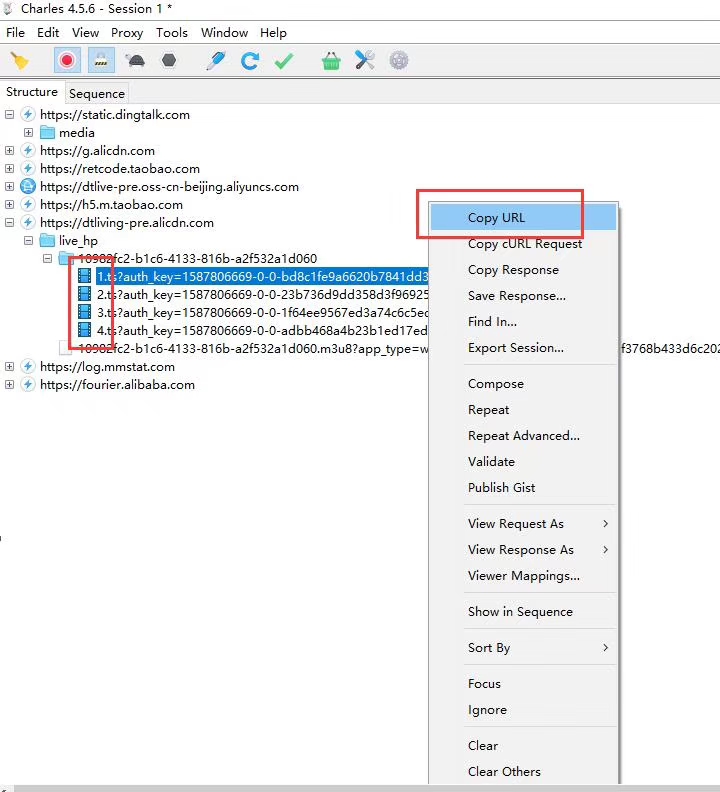 Charles 4.5.6 - Session 1 *
File Edit View Proxy Tools Window Help
Structure Sequence
https://static.dingtalk.com
media
https://g.alicdn.com
https://retcode.taobao.com
https://dtlive-pre.oss-cn-beijing.aliyuncs.com
https://h5.m.taobao.com
https://dtliving-pre.alicdn.com
live_hp
10982fc2-b1c6-4133-816b-a2f532a1d060
1.ts?auth_key=1587806669-0-0-bd8c1fe9a6620b7841dd3
2.ts?auth_key=1587806669-0-0-23b736d9dd358d3f96925
3.ts?auth_key=1587806669-0-0-1f64ee9567ed3a74c6c5ec
4.ts?auth_key=1587806669-0-0-adbb468a4b23b1ed17ed
10982fc2-b1c6-4133-816b-a2f532a1d060.m3u8?app_type=w f3768b433d6c202
https://log.mmstat.com
https://fourier.alibaba.com
Copy URL
Copy cURL Request
Copy Response
Save Response...
Find In...
Export Session...
Compose
Repeat
Repeat Advanced...
Validate
Publish Gist
View Request As
View Response As
Viewer Mappings...
Show in Sequence
Sort By
Focus
Ignore
Clear
Clear Others